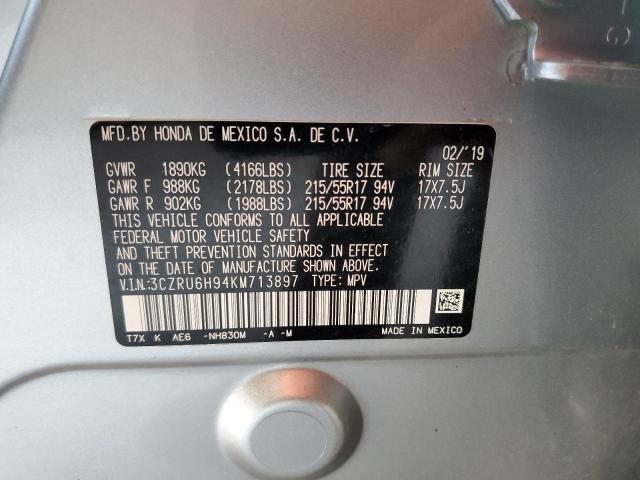 MFD.BY HONDA DE MEXICO S.A. DE C.V.
02/'19
GVWR 1890KG (4166LBS) TIRE SIZE RIM SIZE
GAWR F 988KG (2178LBS) 215/55R17 94V 17X7.5J
GAWR R 902KG (1988LBS) 215/55R17 94V 17X7.5J
THIS VEHICLE CONFORMS TO ALL APPLICABLE
FEDERAL MOTOR VEHICLE SAFETY
AND THEFT PREVENTION STANDARDS IN EFFECT
ON THE DATE OF MANUFACTURE SHOWN ABOVE.
V.I.N:3CZRU6H94KM713897 TYPE: MPV
T7X K AE6 -NH830M -A -M MADE IN MEXICO
G